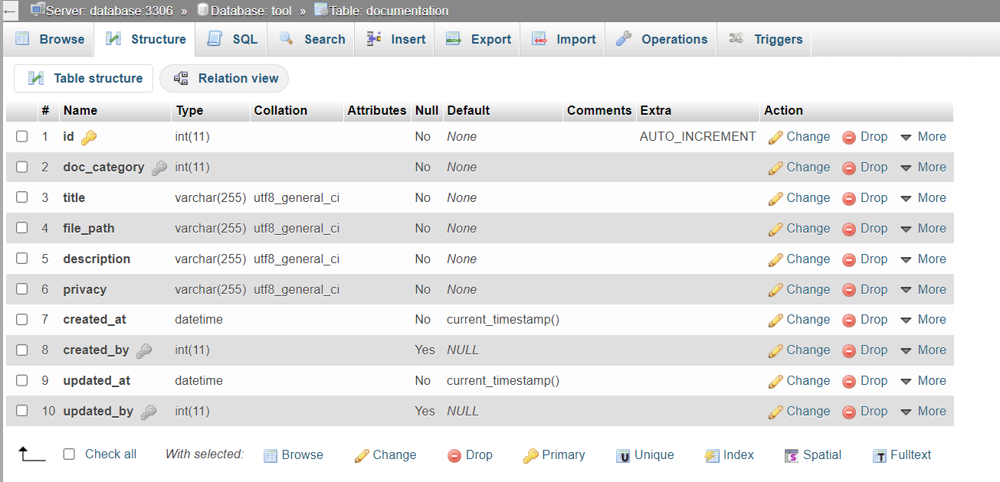 Server: database:3306 » Database: tool » Table: documentation
Browse Structure SQL Search Insert Export Import Operations Triggers
Table structure Relation view
# Name Type Collation Attributes Null Default Comments Extra Action
1 id int(11) No None AUTO_INCREMENT Change Drop More
2 doc_category int(11) No None Change Drop More
3 title varchar(255) utf8_general_ci No None Change Drop More
4 file_path varchar(255) utf8_general_ci No None Change Drop More
5 description varchar(255) utf8_general_ci No None Change Drop More
6 privacy varchar(255) utf8_general_ci No None Change Drop More
7 created_at datetime No current_timestamp() Change Drop More
8 created_by int(11) Yes NULL Change Drop More
9 updated_at datetime No current_timestamp() Change Drop More
10 updated_by int(11) Yes NULL Change Drop More
Check all With selected: Browse Change Drop Primary U Unique Index S Spatial T Fulltext